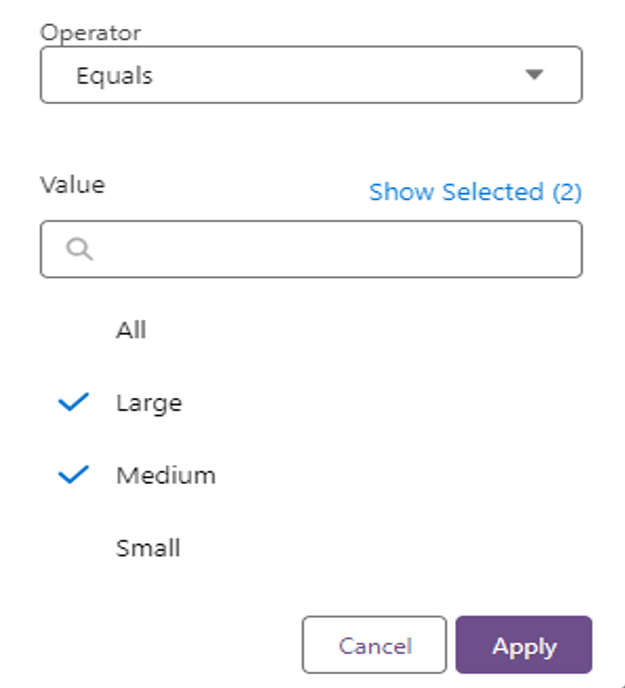 Operator
Equals
Value
Show Selected (2)
All
Large
Medium
Small
Cancel
Apply